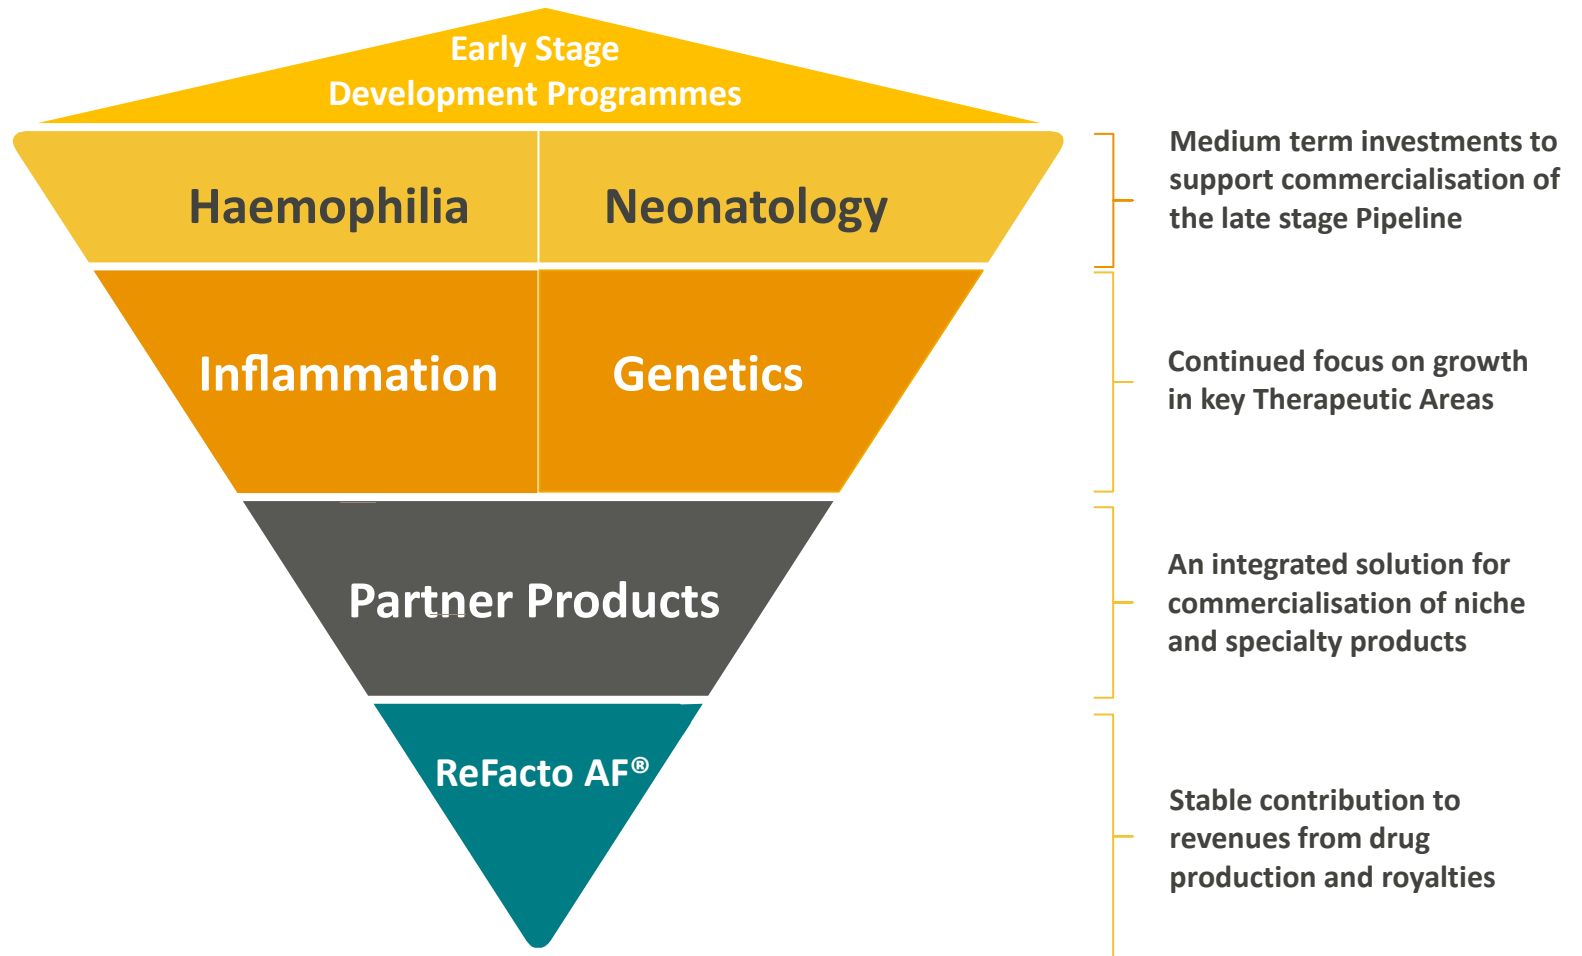 Early Stage
Development Programmes
Haemophilia
Neonatology
Medium term investments to
support commercialisation of
the late stage Pipeline
Inflammation
Genetics
Continued focus on growth
in key Therapeutic Areas
Partner Products
An integrated solution for
commercialisation of niche
and specialty products
ReFacto AF®
Stable contribution to
revenues from drug
production and royalties